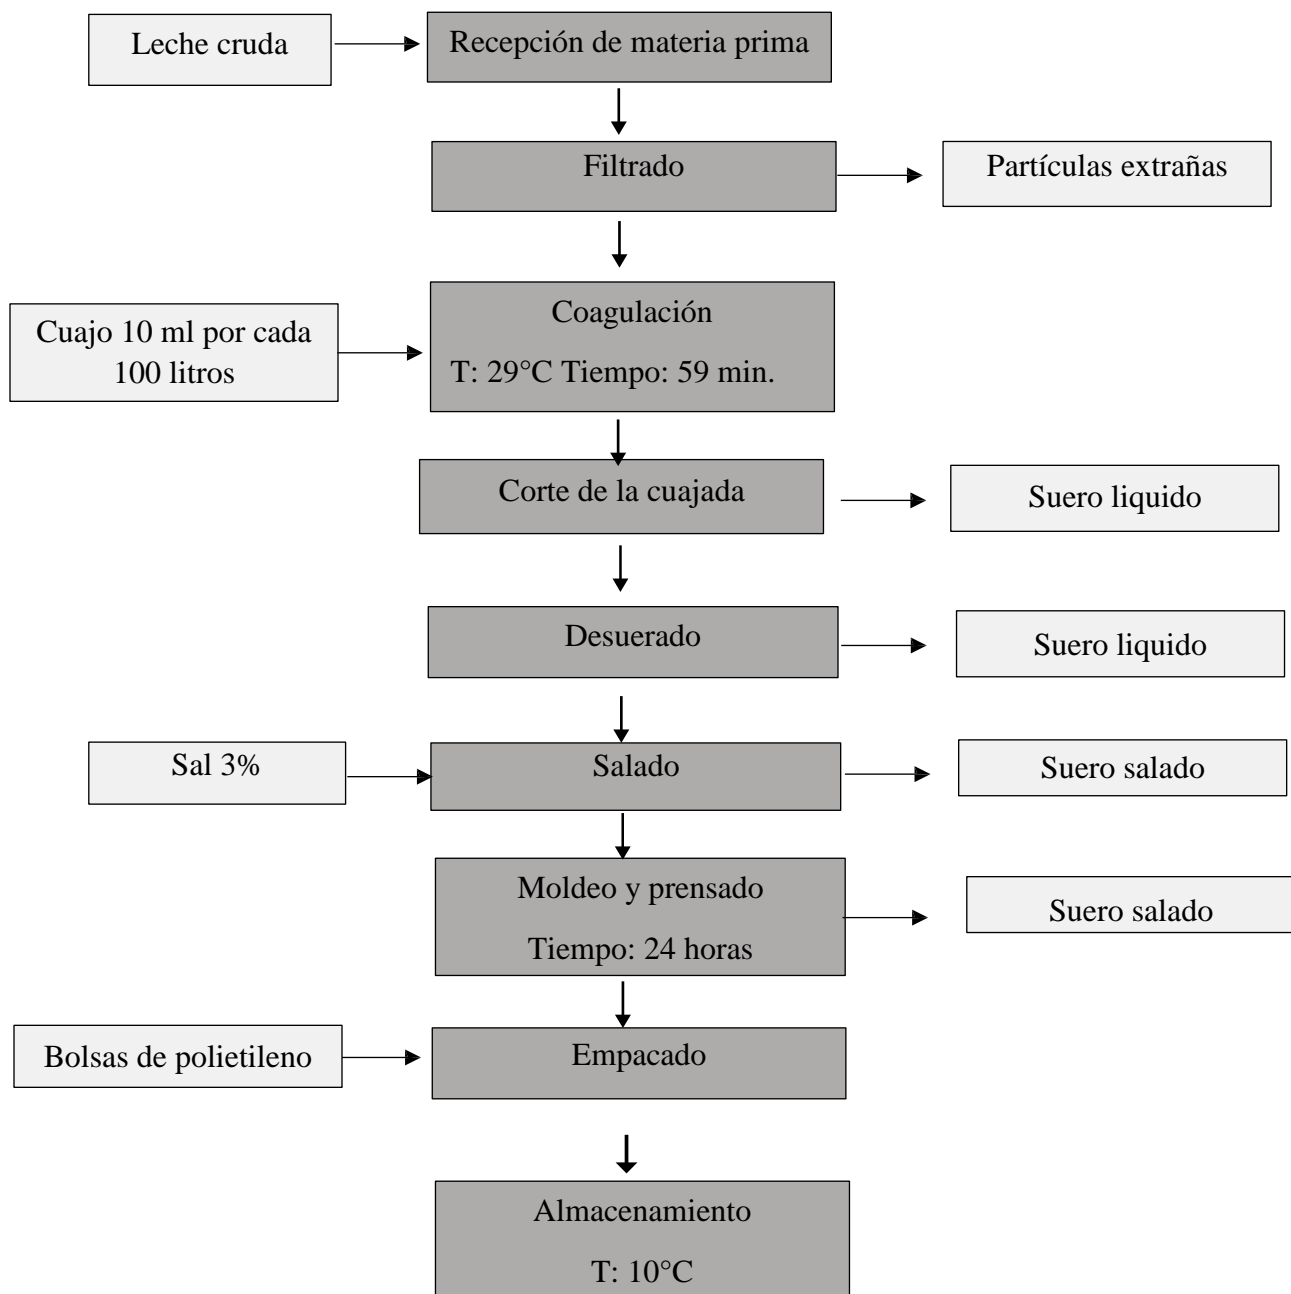 Leche cruda
Recepción de materia prima
Filtrado
Partículas extrañas
Cuajo 10 ml por cada
100 litros
Coagulación
T: 29°C Tiempo: 59 min.
Corte de la cuajada
Suero liquido
Desuerado
Suero liquido
Sal 3%
Salado
Suero salado
Moldeo y prensado
Tiempo: 24 horas
Suero salado
Bolsas de polietileno
Empacado
Almacenamiento
T: 10°C